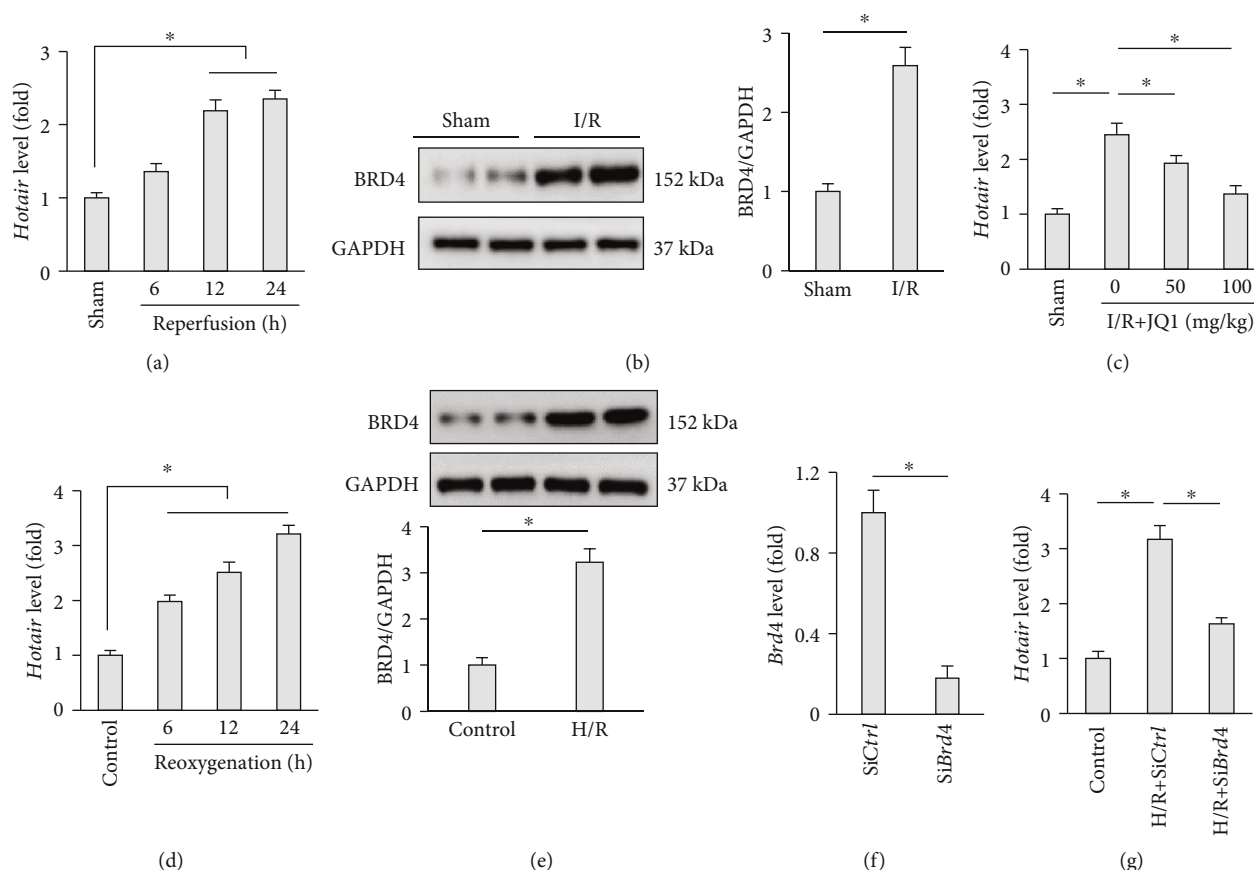 *
3
2
1
0
Hotair level (fold)
Sham
6 12 24
Reperfusion (h)
(a)
Sham I/R
BRD4 152 kDa
GAPDH 37 kDa
*
3
2
1
0
BRD4/GAPDH
Sham I/R
(b)
*
* *
4
3
2
1
0
Hotair level (fold)
Sham
0 50 100
I/R+JQ1 (mg/kg)
(c)
*
4
3
2
1
0
Hotair level (fold)
Control
6 12 24
Reoxygenation (h)
(d)
BRD4 152 kDa
GAPDH 37 kDa
*
4
3
2
1
0
BRD4/GAPDH
Control H/R
(e)
*
1.2
0.8
0.4
0
Brd4 level (fold)
SiCtrl
SiBrd4
(f)
* *
4
3
2
1
0
Hotair level (fold)
Control
H/R+SiCtrl
H/R+SiBrd4
(g)